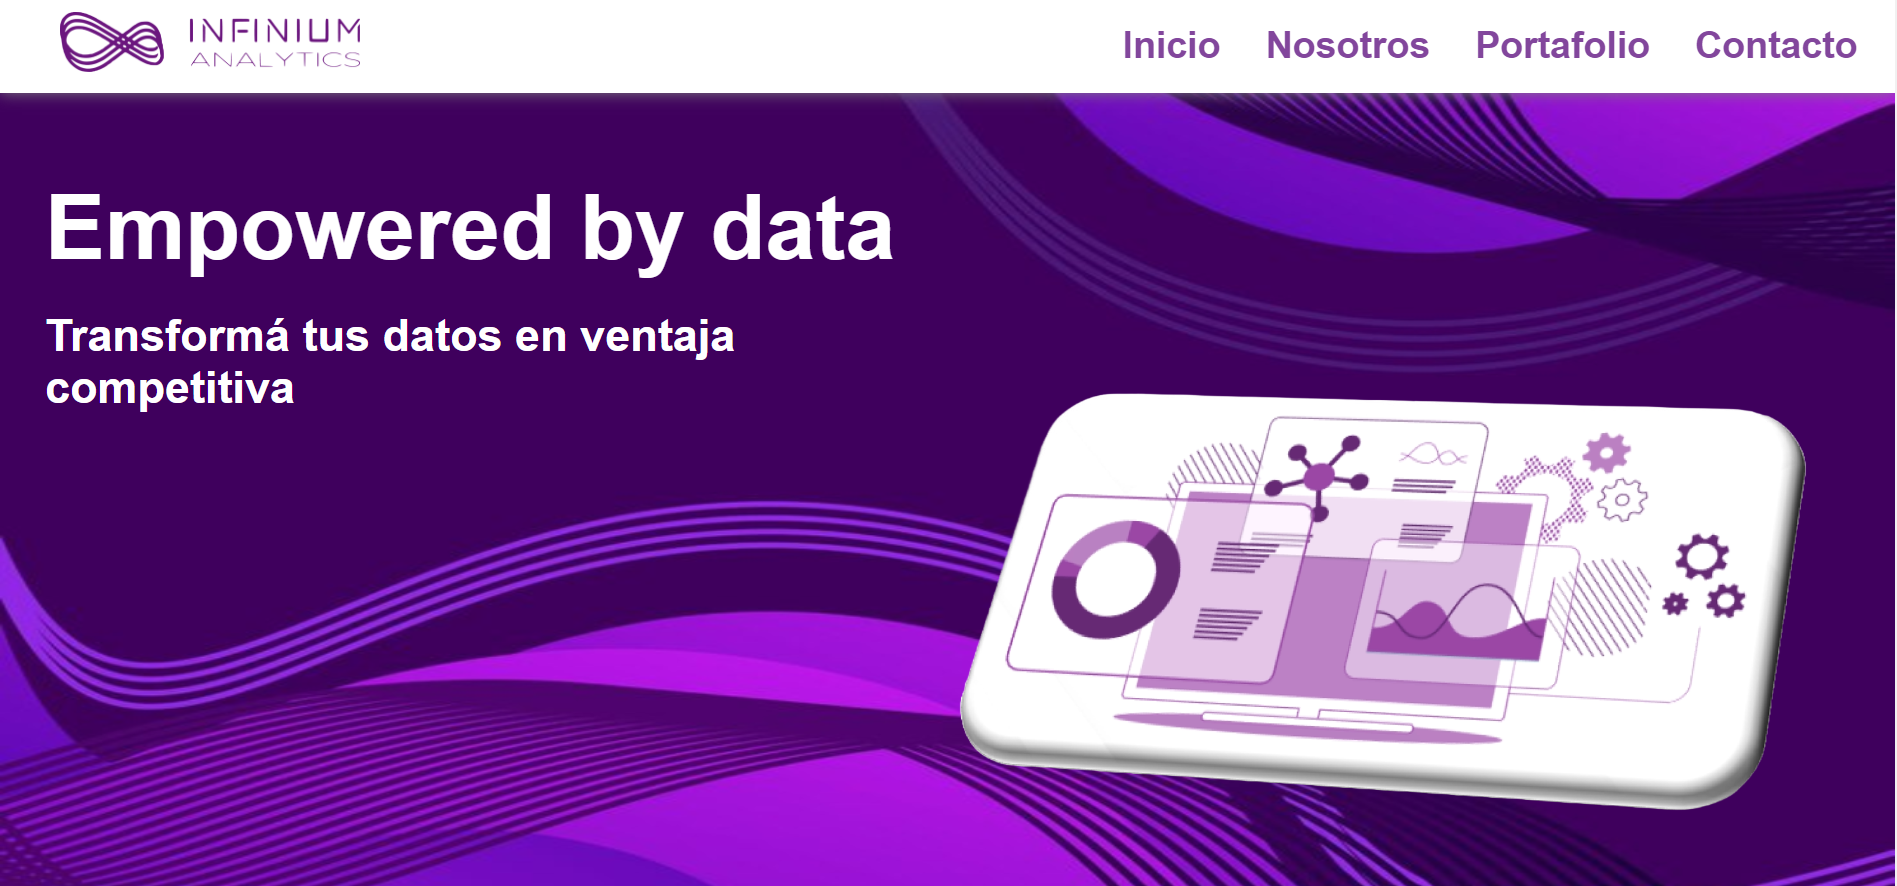 INFINIUM
ANALYTICS
Inicio Nosotros Portafolio Contacto
Empowered by data
Transformá tus datos en ventaja
competitiva